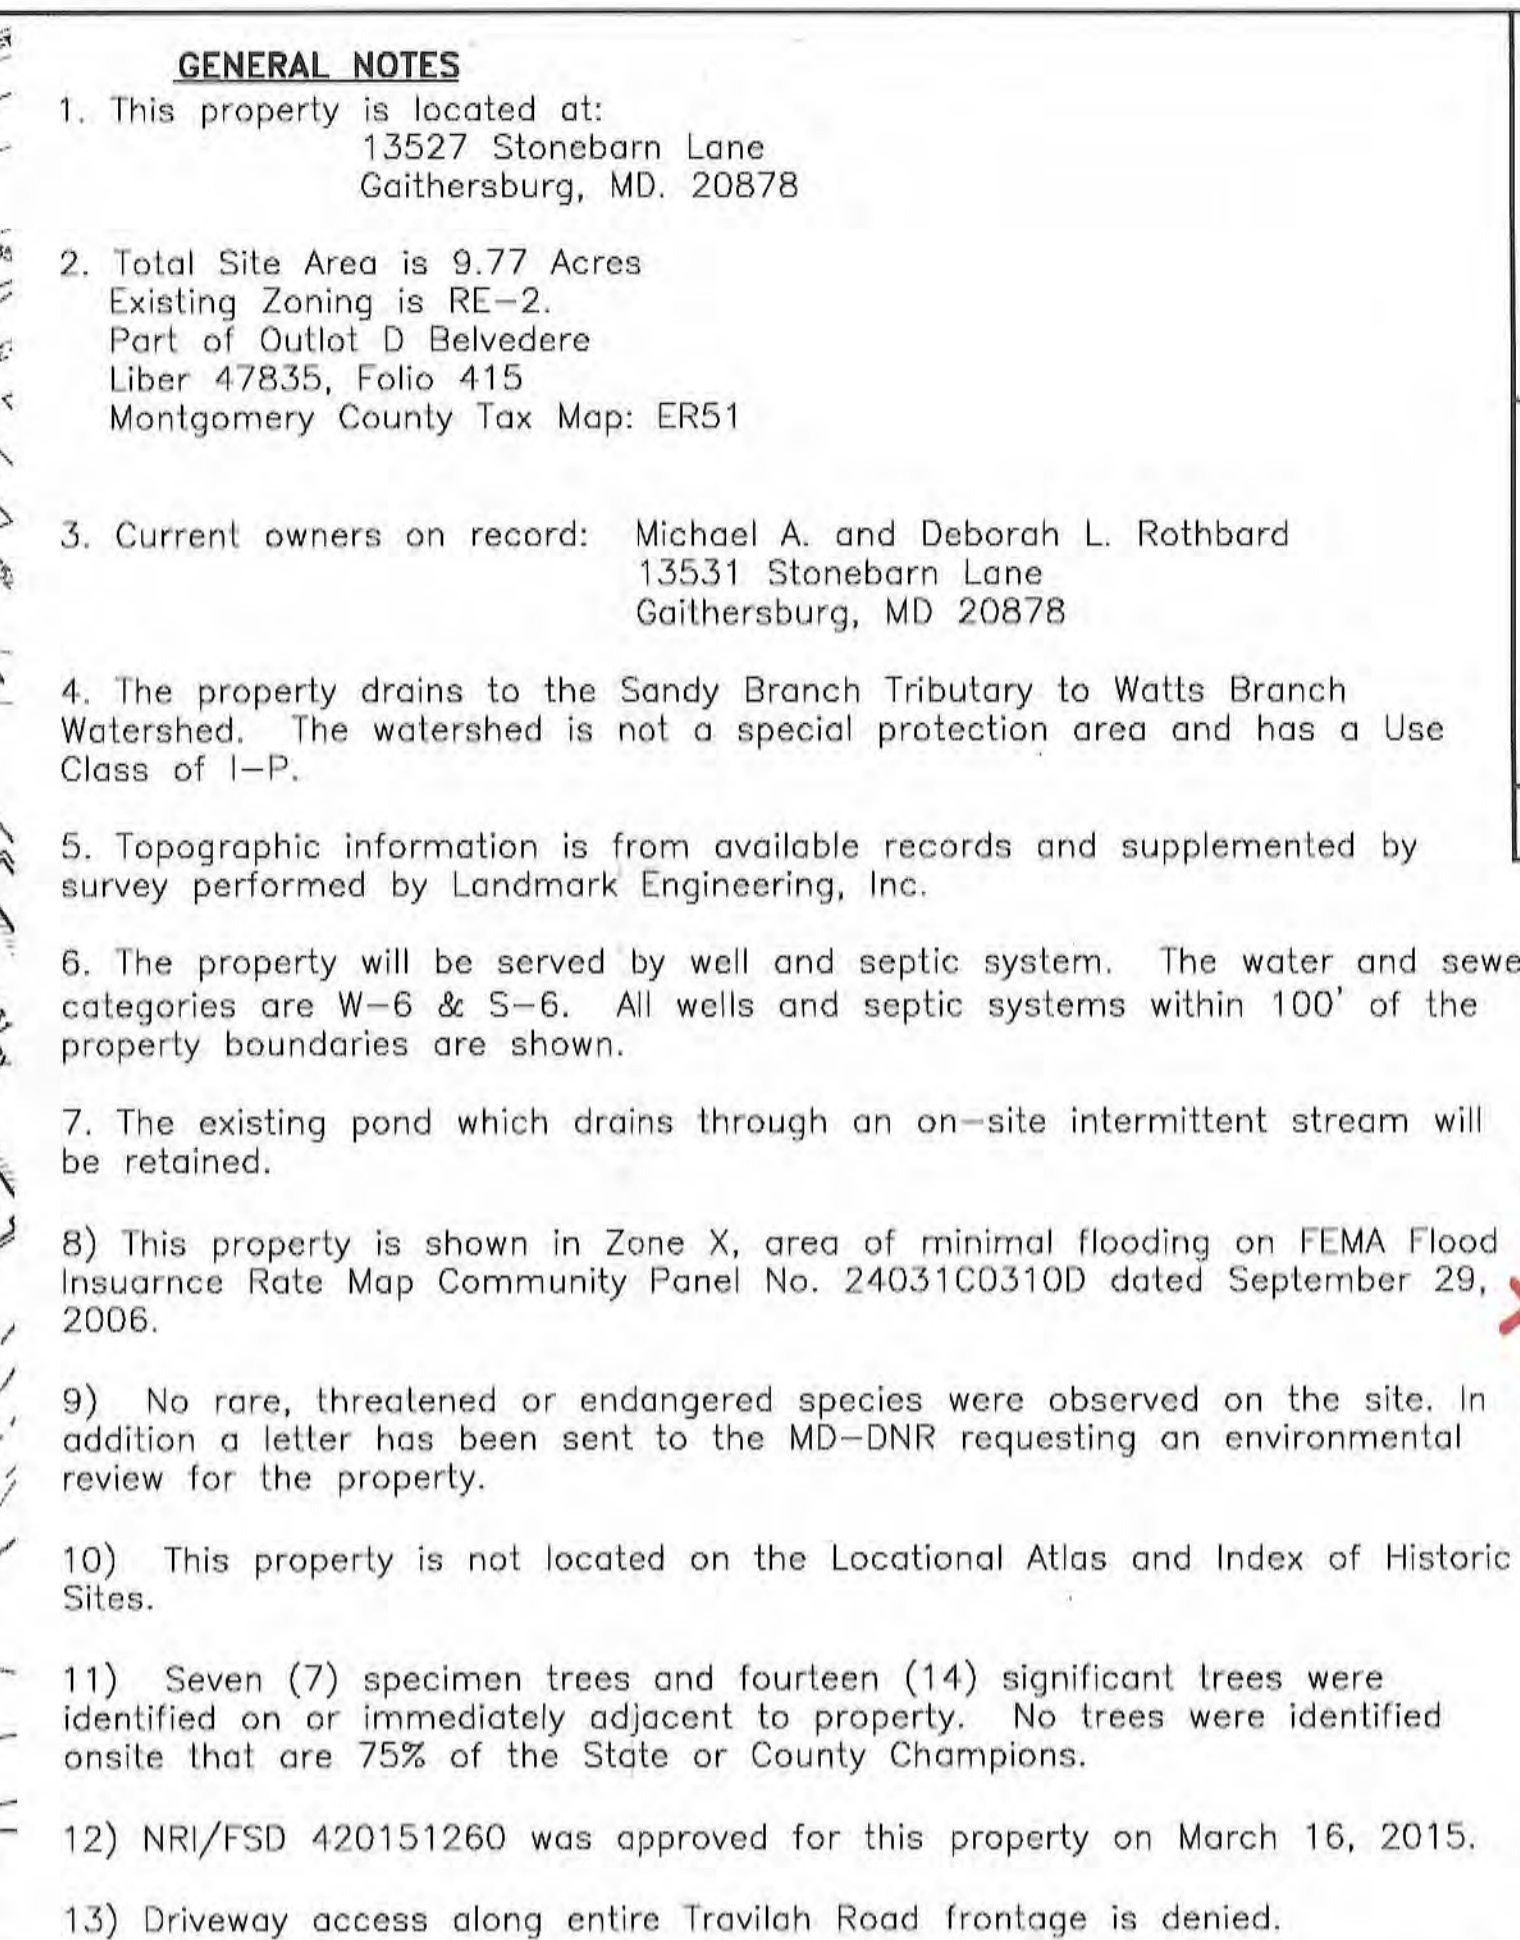 GENERAL NOTES
1. This property is located at:
13527 Stonebarn Lane
Gaithersburg, MD. 20878
2. Total Site Area is 9.77 Acres
Existing Zoning is RE-2.
Part of Outlot D Belvedere
Liber 47835, Folio 415
Montgomery County Tax Map: ER51
3. Current owners on record: Michael A. and Deborah L. Rothbard
13531 Stonebarn Lane
Gaithersburg, MD 20878
4. The property drains to the Sandy Branch Tributary to Watts Branch
Watershed. The watershed is not a special protection area and has a Use
Class of I-P.
5. Topographic information is from available records and supplemented by
survey performed by Landmark Engineering, Inc.
6. The property will be served by well and septic system. The water and sewe
categories are W-6 & S-6. All wells and septic systems within 100' of the
property boundaries are shown.
7. The existing pond which drains through an on-site intermittent stream will
be retained.
8) This property is shown in Zone X, area of minimal flooding on FEMA Flood
Insuarnce Rate Map Community Panel No. 24031C0310D dated September 29,
2006.
9) No rare, threatened or endangered species were observed on the site. In
addition a letter has been sent to the MD-DNR requesting an environmental
review for the property.
10) This property is not located on the Locational Atlas and Index of Historic
Sites.
11) Seven (7) specimen trees and fourteen (14) significant trees were
identified on or immediately adjacent to property. No trees were identified
onsite that are 75% of the State or County Champions.
12) NRI/FSD 420151260 was approved for this property on March 16, 2015.
13) Driveway access along entire Travilah Road frontage is denied.